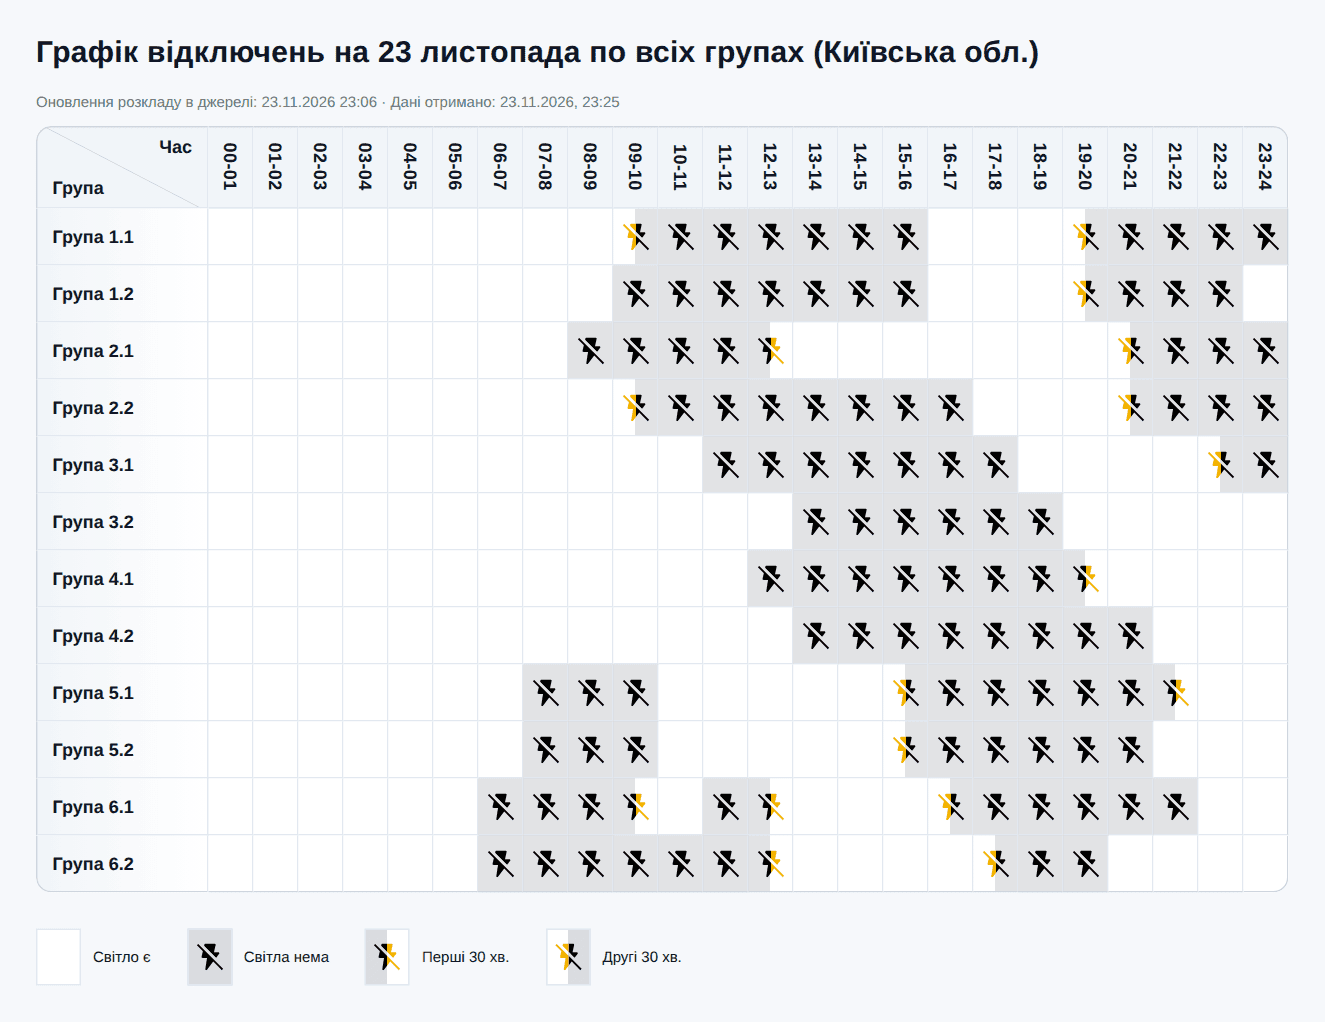 Графік відключень на 23 листопада по всіх групах (Київська обл.)
Оновлення розкладу в джерелі: 23.11.2026 23:06 · Дані отримано: 23.11.2026, 23:25
Час
Група
00-01 01-02 02-03 03-04 04-05 05-06 06-07 07-08 08-09 09-10 10-11 11-12 12-13 13-14 14-15 15-16 16-17 17-18 18-19 19-20 20-21 21-22 22-23 23-24
Група 1.1
Група 1.2
Група 2.1
Група 2.2
Група 3.1
Група 3.2
Група 4.1
Група 4.2
Група 5.1
Група 5.2
Група 6.1
Група 6.2
Світло є Світла нема Перші 30 хв. Другі 30 хв.